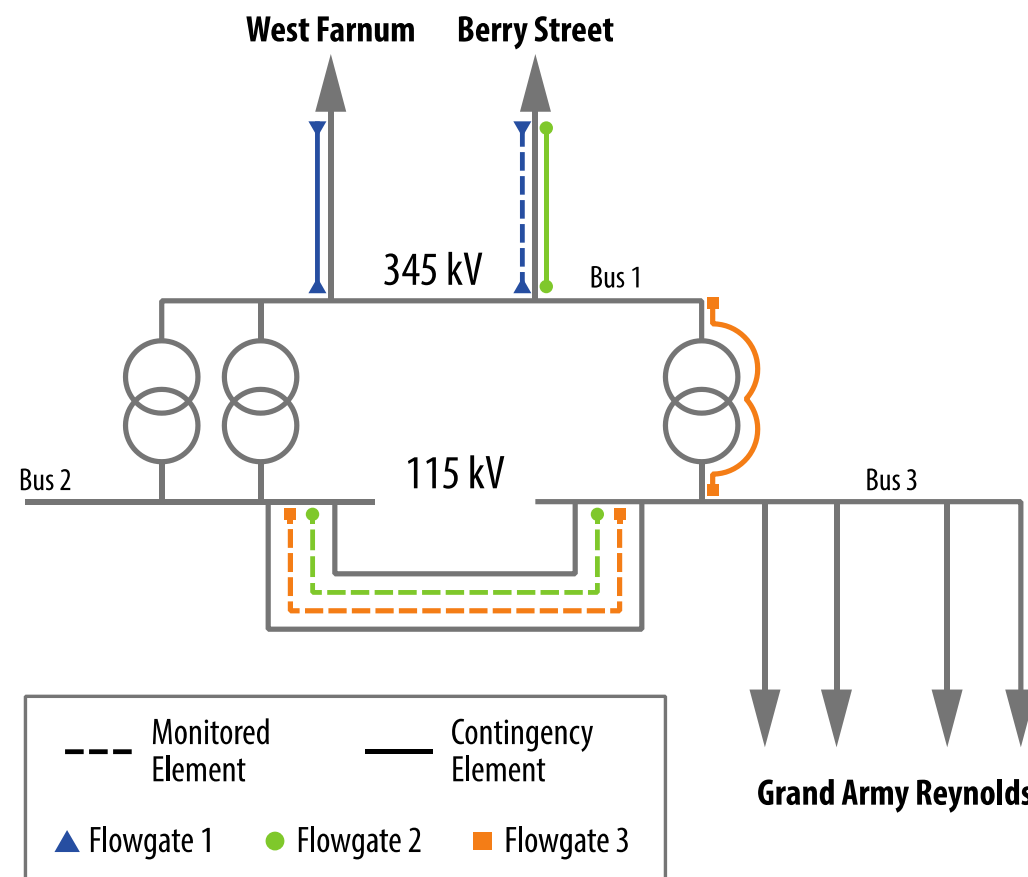 West Farnum
Berry Street
345 kV
Bus 1
115 kV
Bus 2
Bus 3
Monitored
Element
Contingency
Element
Flowgate 1
Flowgate 2
Flowgate 3
Grand Army Reynolds